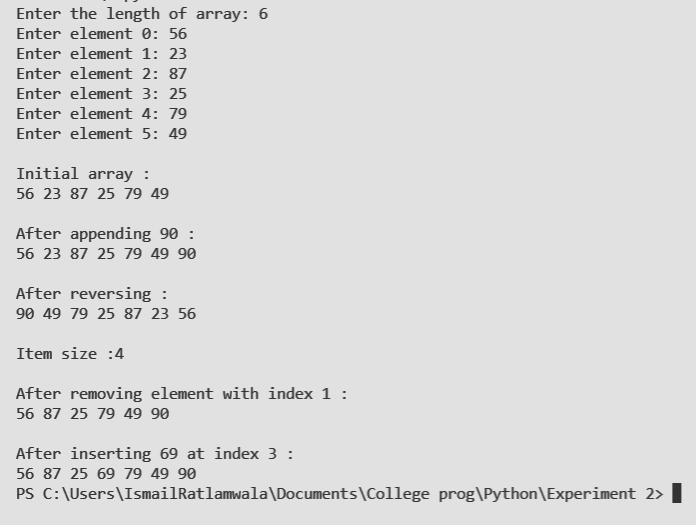 Enter the length of array: 6
Enter element 0: 56
Enter element 1: 23
Enter element 2: 87
Enter element 3: 25
Enter element 4: 79
Enter element 5: 49
Initial array :
56 23 87 25 79 49
After appending 90 :
56 23 87 25 79 49 90
After reversing :
90 49 79 25 87 23 56
Item size :4
After removing element with index 1 :
56 87 25 79 49 90
After inserting 69 at index 3 :
56 87 25 69 79 49 90
PS C:\Users\IsmailRatlamwala\Documents\College prog\Python\Experiment 2>